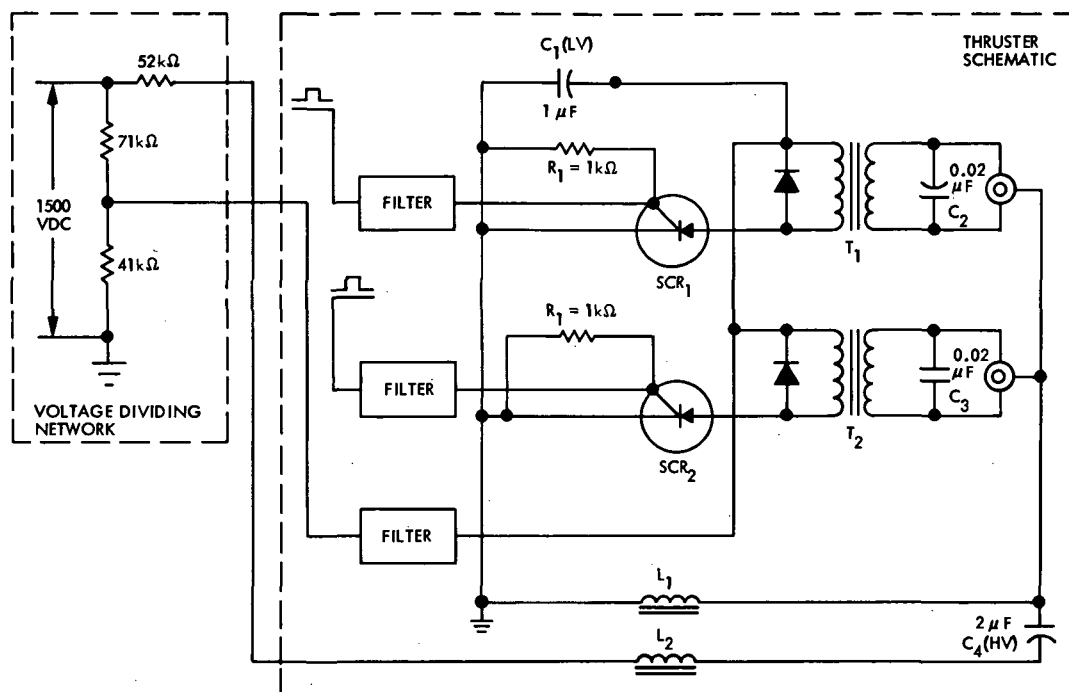 THRUSTER
SCHEMATIC
52kΩ
71kΩ
1500
VDC
41kΩ
VOLTAGE DIVIDING
NETWORK
C1(LV)
1 μF
R1 = 1kΩ
FILTER
SCR1
T1
0.02
μF
C2
R1 = 1kΩ
FILTER
SCR2
T2
0.02
μF
C3
FILTER
L1
L2
2 μF
C4(HV)